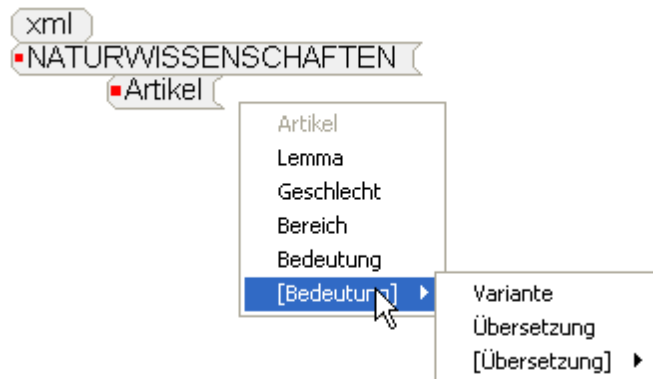 xml
NATURWISSENSCHAFTEN
Artikel
Artikel
Lemma
Geschlecht
Bereich
Bedeutung
[Bedeutung]
Variante
Übersetzung
[Übersetzung]